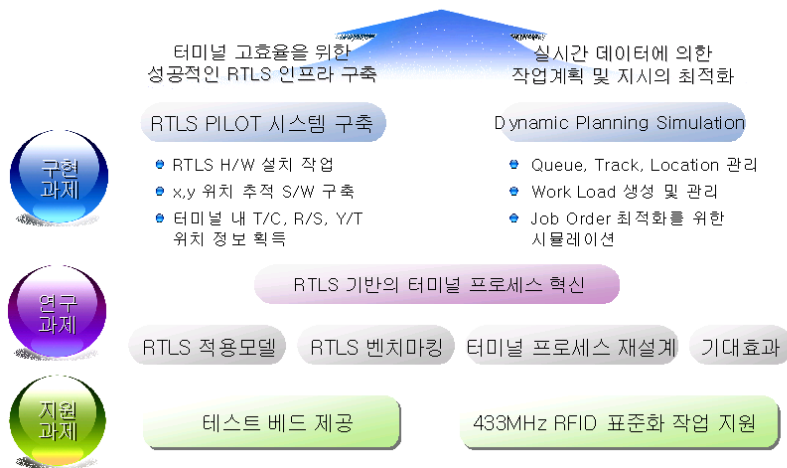 터미널 고효율을 위한
성공적인 RTLS 인프라 구축
실시간 데이터에 의한
작업계획 및 지시의 최적화
구현
과제
RTLS PILOT 시스템 구축
RTLS H/W 설치 작업
x,y 위치 추적 S/W 구축
터미널 내 T/C, R/S, Y/T
위치 정보 획득
Dynamic Planning Simulation
Queue, Track, Location 관리
Work Load 생성 및 관리
Job Order 최적화를 위한
시뮬레이션
연구
과제
RTLS 기반의 터미널 프로세스 혁신
RTLS 적용모델
RTLS 벤치마킹
터미널 프로세스 재설계
기대효과
지원
과제
테스트 베드 제공
433MHz RFID 표준화 작업 지원